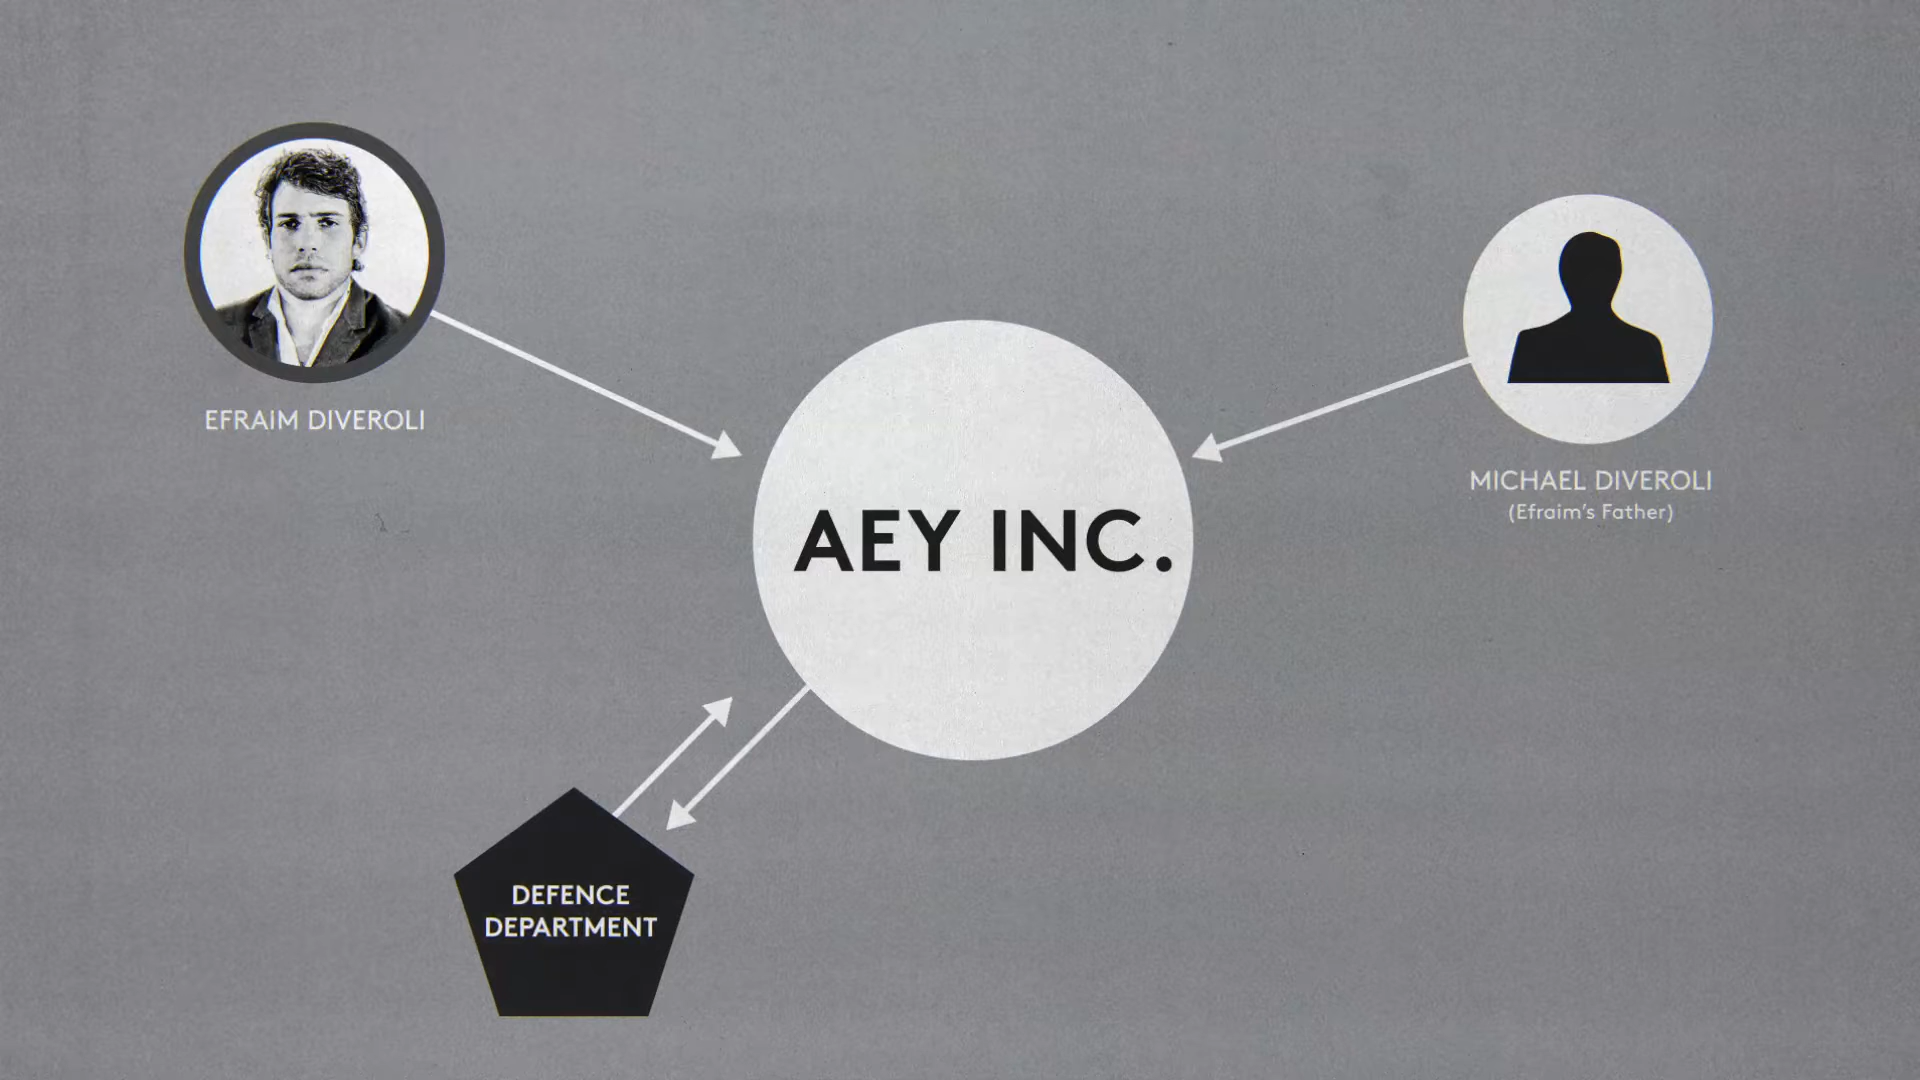 EFRAIM DIVEROLI
MICHAEL DIVEROLI
(Efraim's Father)
AEY INC.
DEFENCE
DEPARTMENT